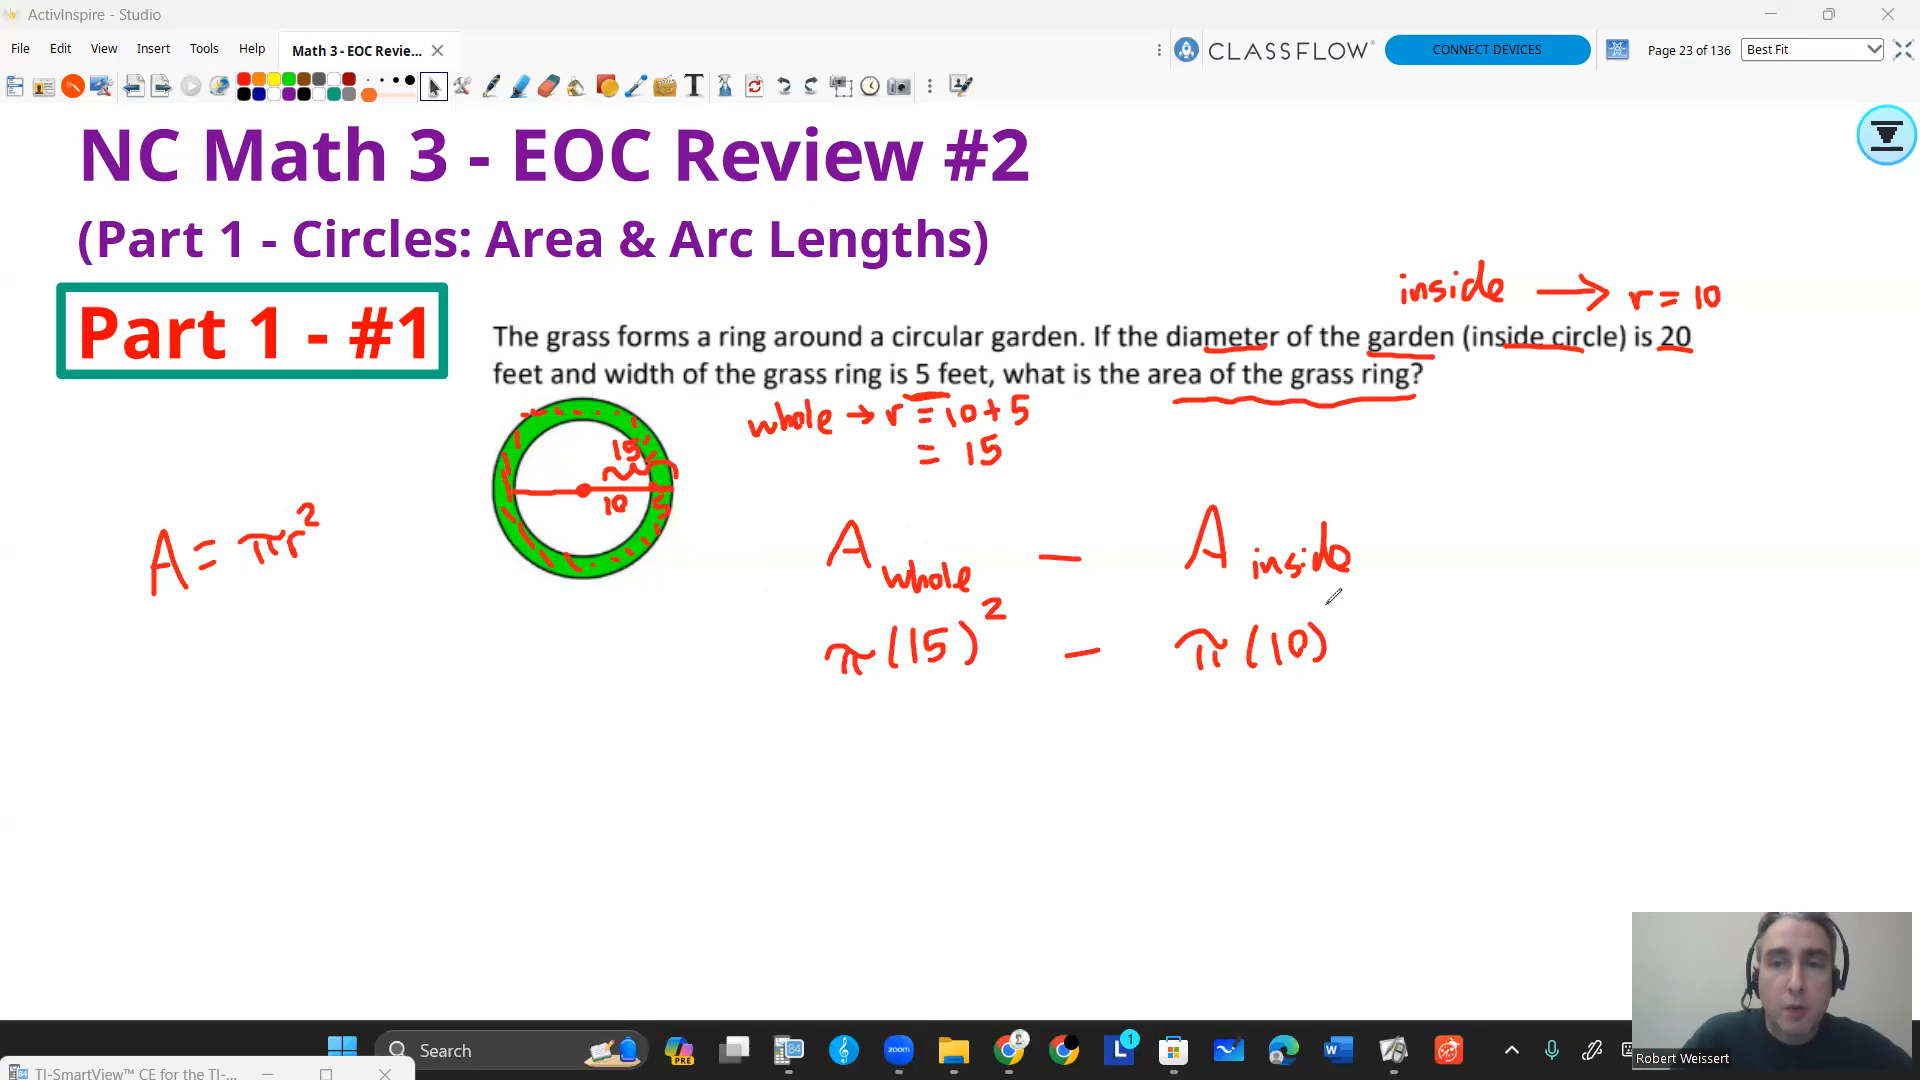 ActivInspire - Studio
File Edit View Insert Tools Help Math 3 - EOC Revie... CLASSFLOW CONNECT DEVICES Page 23 of 136 Best Fit
NC Math 3 - EOC Review #2
(Part 1 - Circles: Area & Arc Lengths)
inside → r = 10
Part 1 - #1
The grass forms a ring around a circular garden. If the diameter of the garden (inside circle) is 20
feet and width of the grass ring is 5 feet, what is the area of the grass ring?
whole → r = 10 + 5
= 15
15
10
A = πr²
A whole - A inside
π(15)² - π(10)
Search
Robert Weissert
TI-SmartView™ CE for the TI-...